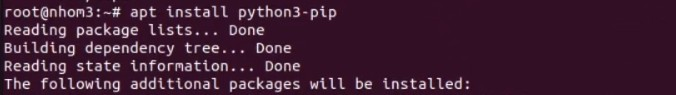 root@nhom3:~# apt install python3-pip
Reading package lists... Done
Building dependency tree... Done
Reading state information... Done
The following additional packages will be installed: